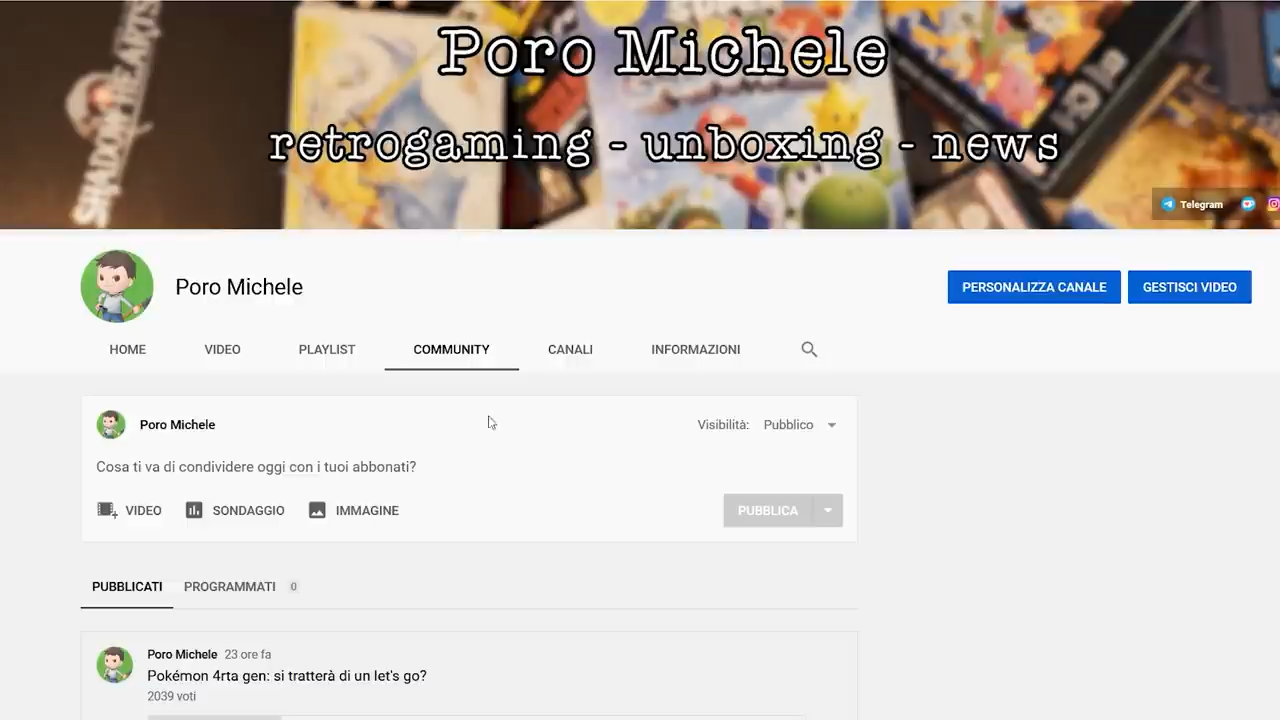 SHADOW HEARTS
Poro Michele
retrogaming - unboxing - news
Telegram
Poro Michele
PERSONALIZZA CANALE
GESTISCI VIDEO
HOME
VIDEO
PLAYLIST
COMMUNITY
CANALI
INFORMAZIONI
Poro Michele
Visibilità: Pubblico
Cosa ti va di condividere oggi con i tuoi abbonati?
VIDEO
SONDAGGIO
IMMAGINE
PUBBLICA
PUBBLICATI
PROGRAMMATI 0
Poro Michele 23 ore fa
Pokémon 4rta gen: si tratterà di un let's go?
2039 voti